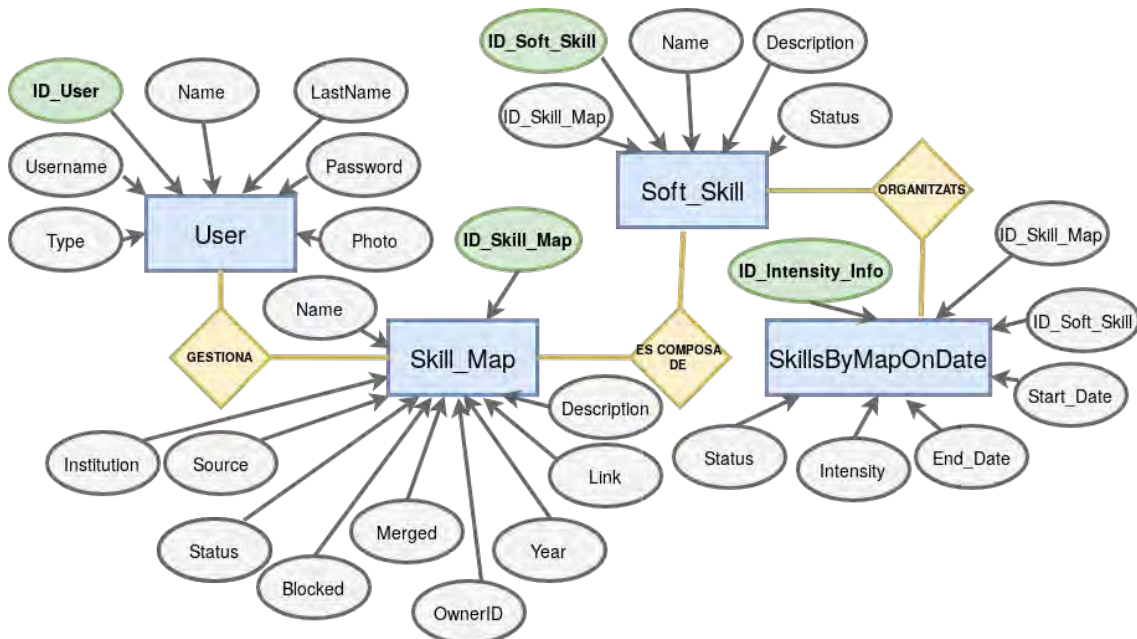 ID_Soft_Skill
Name
Description
ID_User
Name
LastName
ID_Skill_Map
Status
Username
Password
Soft_Skill
ORGANITZATS
User
Type
Photo
ID_Skill_Map
ID_Skill_Map
ID_Intensity_Info
Name
ID_Soft_Skill
GESTIONA
Skill_Map
ES COMPOSA
DE
SkillsByMapOnDate
Start_Date
Description
Institution
Source
Link
Status
Intensity
End_Date
Merged
Status
Year
Blocked
OwnerID